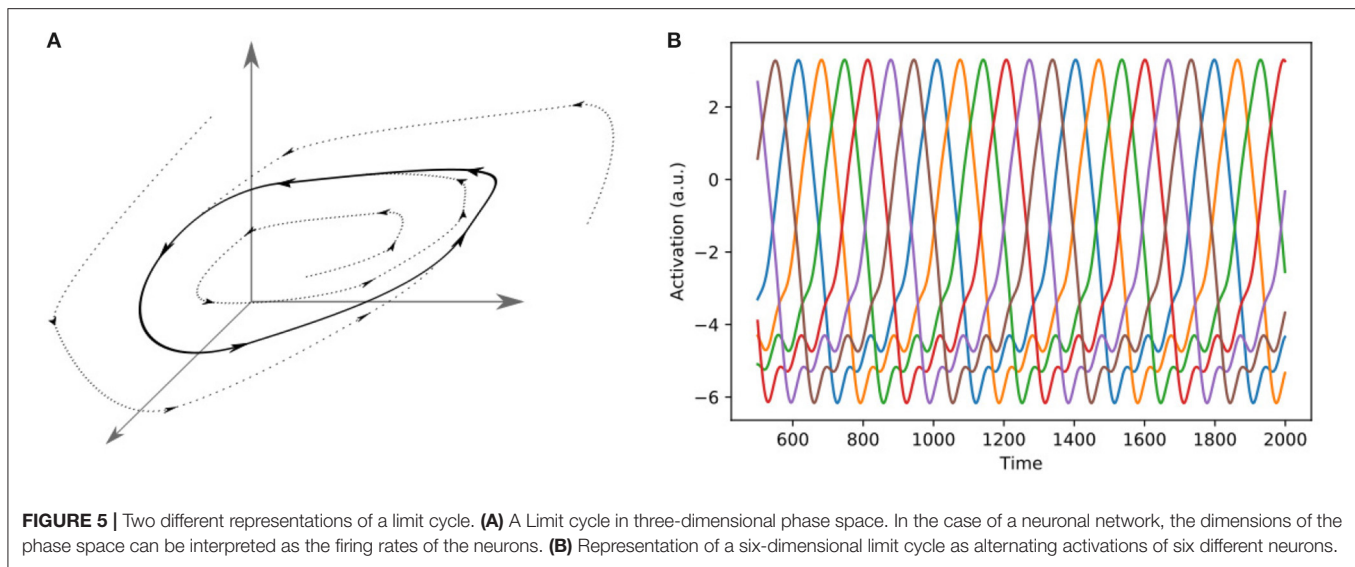 A
B
Activation (a.u.)
2
0
−2
−4
−6
600 800 1000 1200 1400 1600 1800 2000
Time
FIGURE 5 | Two different representations of a limit cycle. (A) A Limit cycle in three-dimensional phase space. In the case of a neuronal network, the dimensions of the
phase space can be interpreted as the firing rates of the neurons. (B) Representation of a six-dimensional limit cycle as alternating activations of six different neurons.